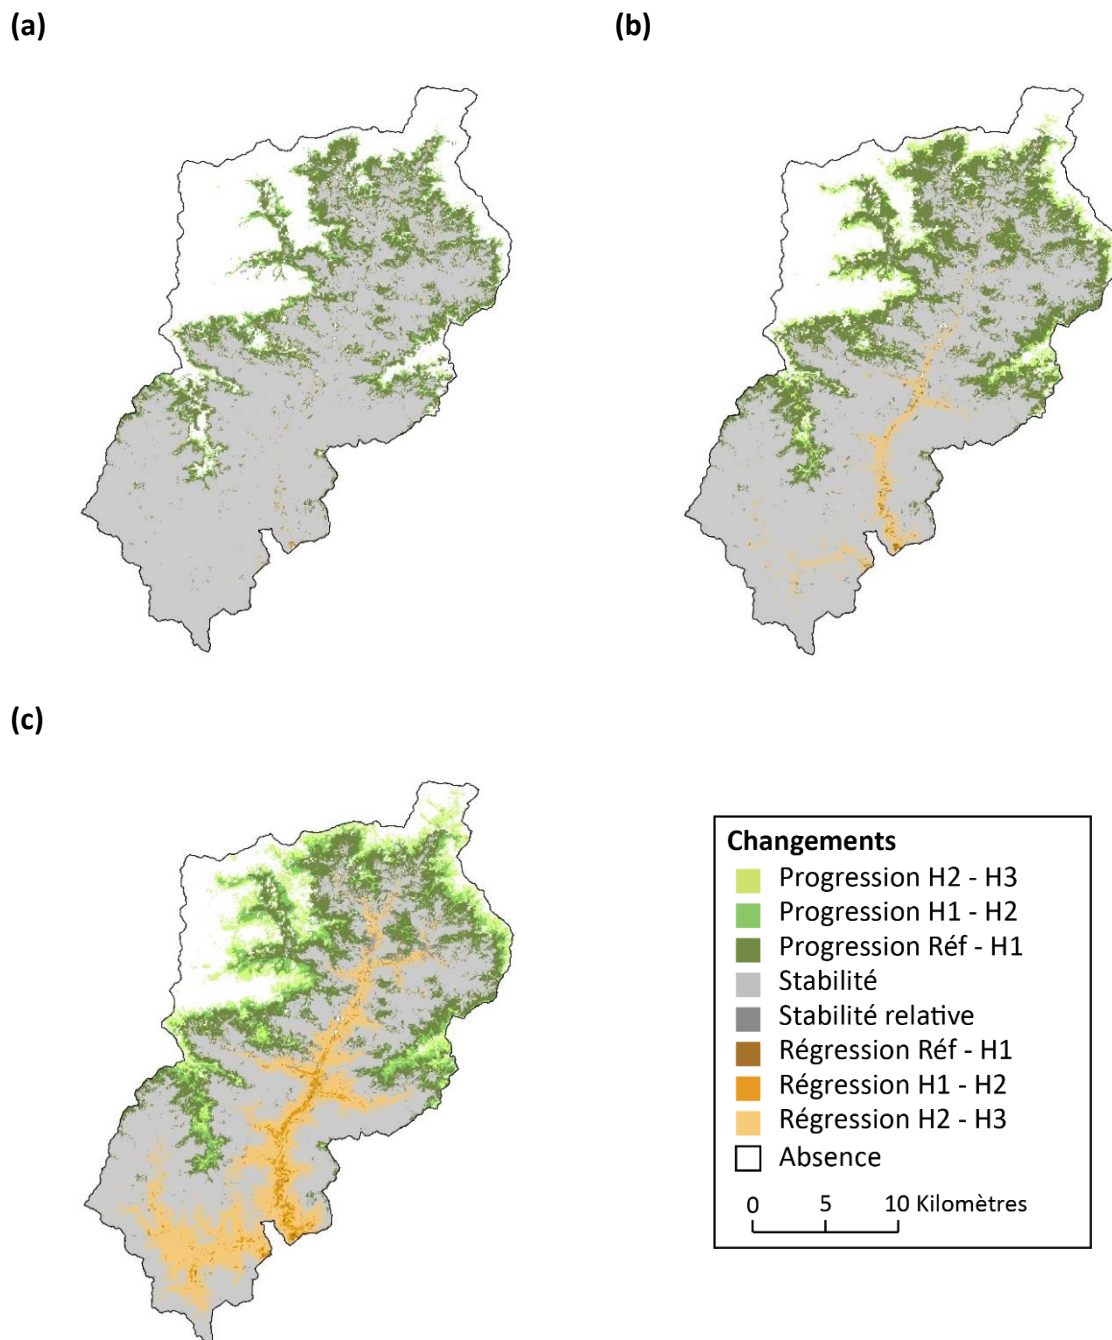 (a)
(b)
(c)
Changements
Progression H2 - H3
Progression H1 - H2
Progression Réf - H1
Stabilité
Stabilité relative
Régression Réf - H1
Régression H1 - H2
Régression H2 - H3
Absence
0 5 10 Kilomètres